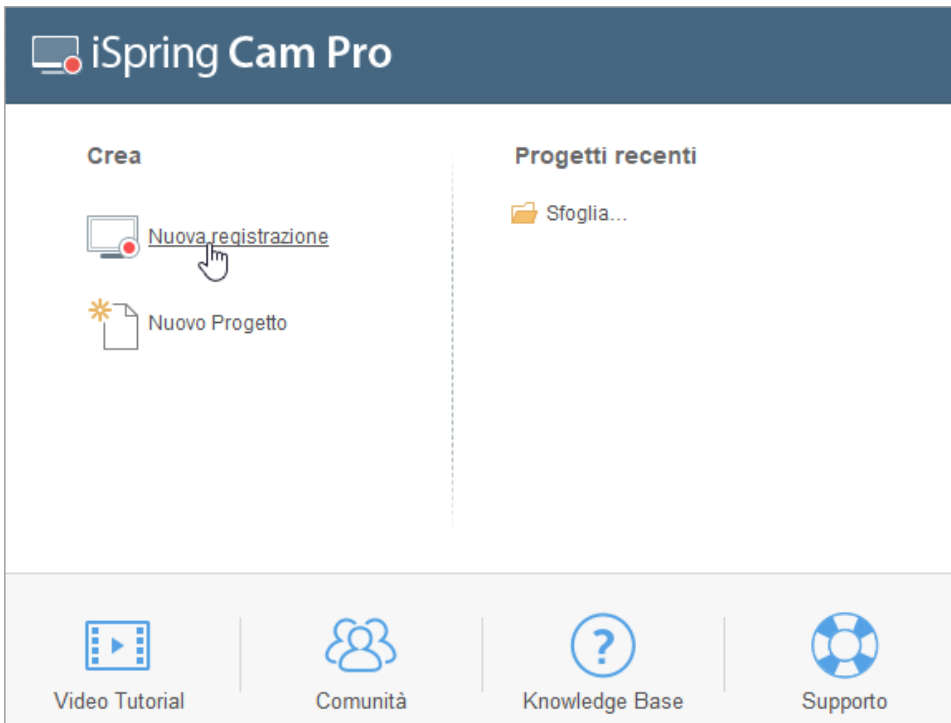 iSpring Cam Pro
Crea
Nuova registrazione
Nuovo Progetto
Progetti recenti
Sfoglia...
Video Tutorial
Comunità
Knowledge Base
Supporto